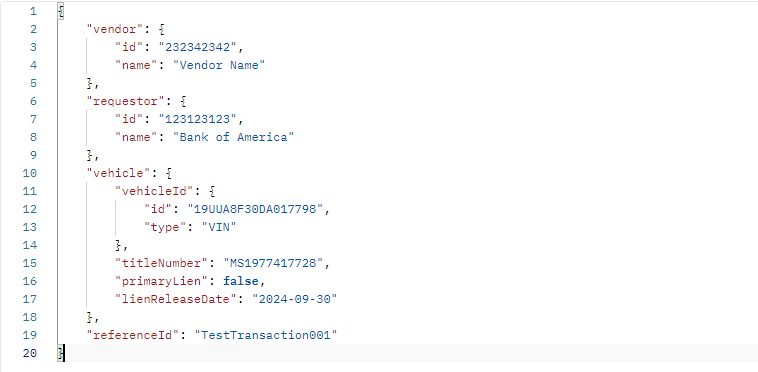 1 {
2     "vendor": {
3         "id": "232342342",
4         "name": "Vendor Name"
5     },
6     "requestor": {
7         "id": "123123123",
8         "name": "Bank of America"
9     },
10     "vehicle": {
11         "vehicleId": {
12             "id": "19UUA8F30DA017798",
13             "type": "VIN"
14         },
15         "titleNumber": "MS1977417728",
16         "primaryLien": false,
17         "lienReleaseDate": "2024-09-30"
18     },
19     "referenceId": "TestTransaction001"
20 }